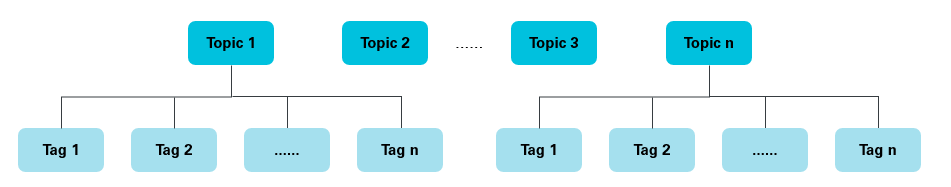 Topic 1
Topic 2
......
Topic 3
Topic n
Tag 1
Tag 2
......
Tag n
Tag 1
Tag 2
......
Tag n